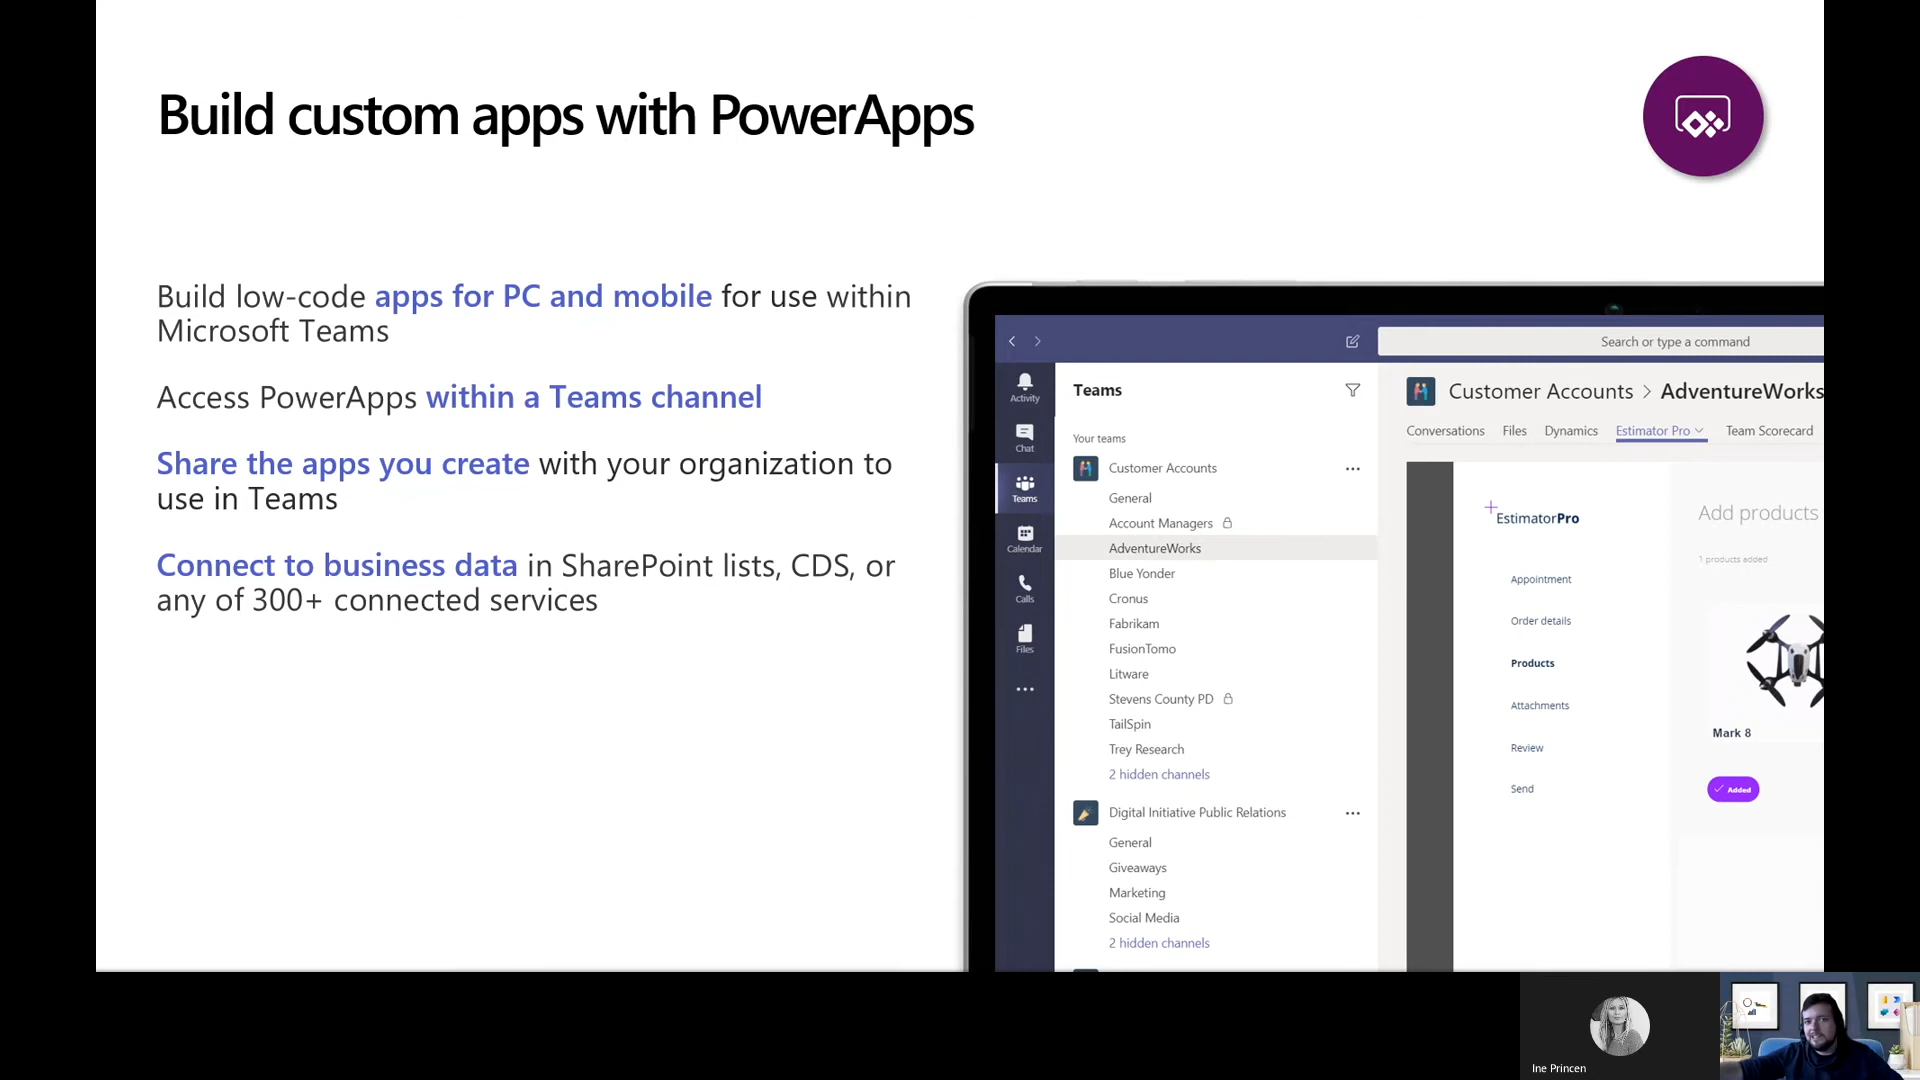 Build custom apps with PowerApps
Build low-code apps for PC and mobile for use within
Microsoft Teams
Access PowerApps within a Teams channel
Share the apps you create with your organization to
use in Teams
Connect to business data in SharePoint lists, CDS, or
any of 300+ connected services
Search or type a command
Activity
Chat
Teams
Calendar
Calls
Files
Teams
Your teams
Customer Accounts
General
Account Managers
AdventureWorks
Blue Yonder
Cronus
Fabrikam
FusionTomo
Litware
Stevens County PD
TailSpin
Trey Research
2 hidden channels
Digital Initiative Public Relations
General
Giveaways
Marketing
Social Media
2 hidden channels
Customer Accounts > AdventureWorks
Conversations Files Dynamics Estimator Pro Team Scorecard
EstimatorPro
Appointment
Order details
Products
Attachments
Review
Send
Add products
1 products added
Mark 8
Added
Ine Princen